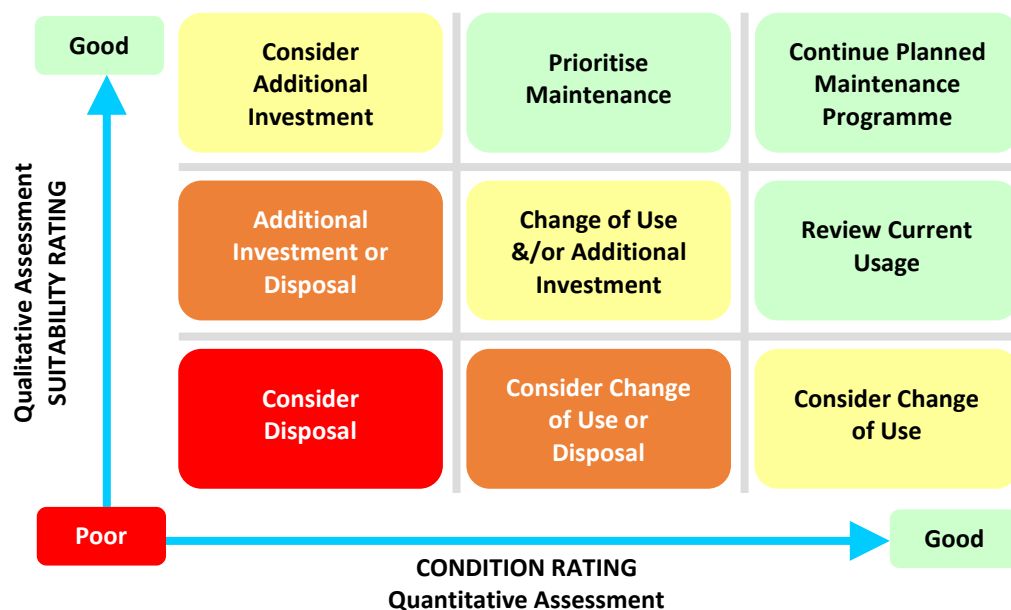 Good
Consider
Additional
Investment
Prioritise
Maintenance
Continue Planned
Maintenance
Programme
Qualitative Assessment
SUITABILITY RATING
Additional
Investment or
Disposal
Change of Use
&/or Additional
Investment
Review Current
Usage
Consider
Disposal
Consider Change
of Use or
Disposal
Consider Change
of Use
Poor
Good
CONDITION RATING
Quantitative Assessment